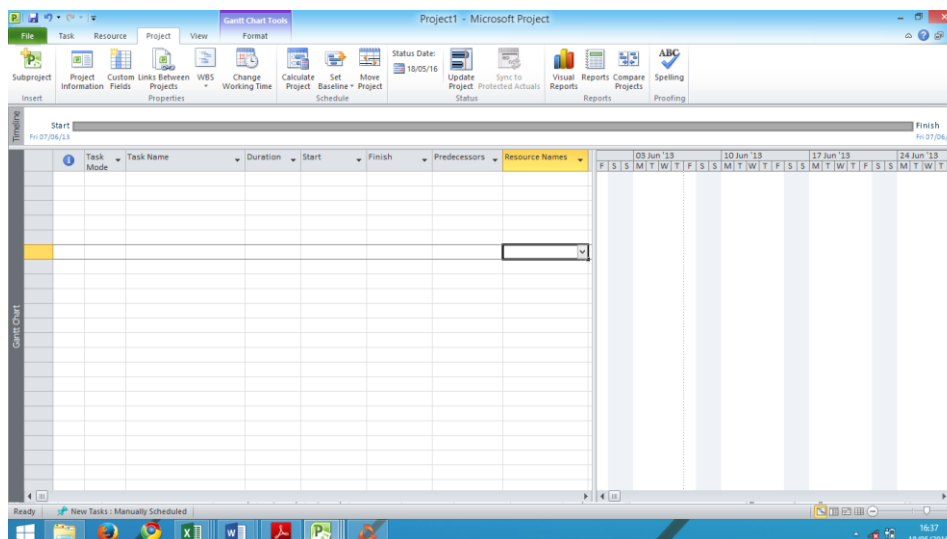 Gantt Chart Tools
Project1 - Microsoft Project
File Task Resource Project View Format
Status Date:
18/05/16
Subproject
Project Information
Custom Fields
Links Between Projects
WBS
Change Working Time
Calculate Project
Set Baseline
Move Project
Update Project
Sync to Protected Actuals
Visual Reports
Reports
Compare Projects
ABC
Spelling
Insert Properties Schedule Status Reports Proofing
Timeline
Start
Fri 07/06/13
Finish
Fri 07/06/
Task Mode
Task Name
Duration
Start
Finish
Predecessors
Resource Names
03 Jun '13 10 Jun '13 17 Jun '13 24 Jun '13
F S S M T W T F S S M T W T F S S M T W T F S S M T W T
Gantt Chart
Ready New Tasks : Manually Scheduled
16:37